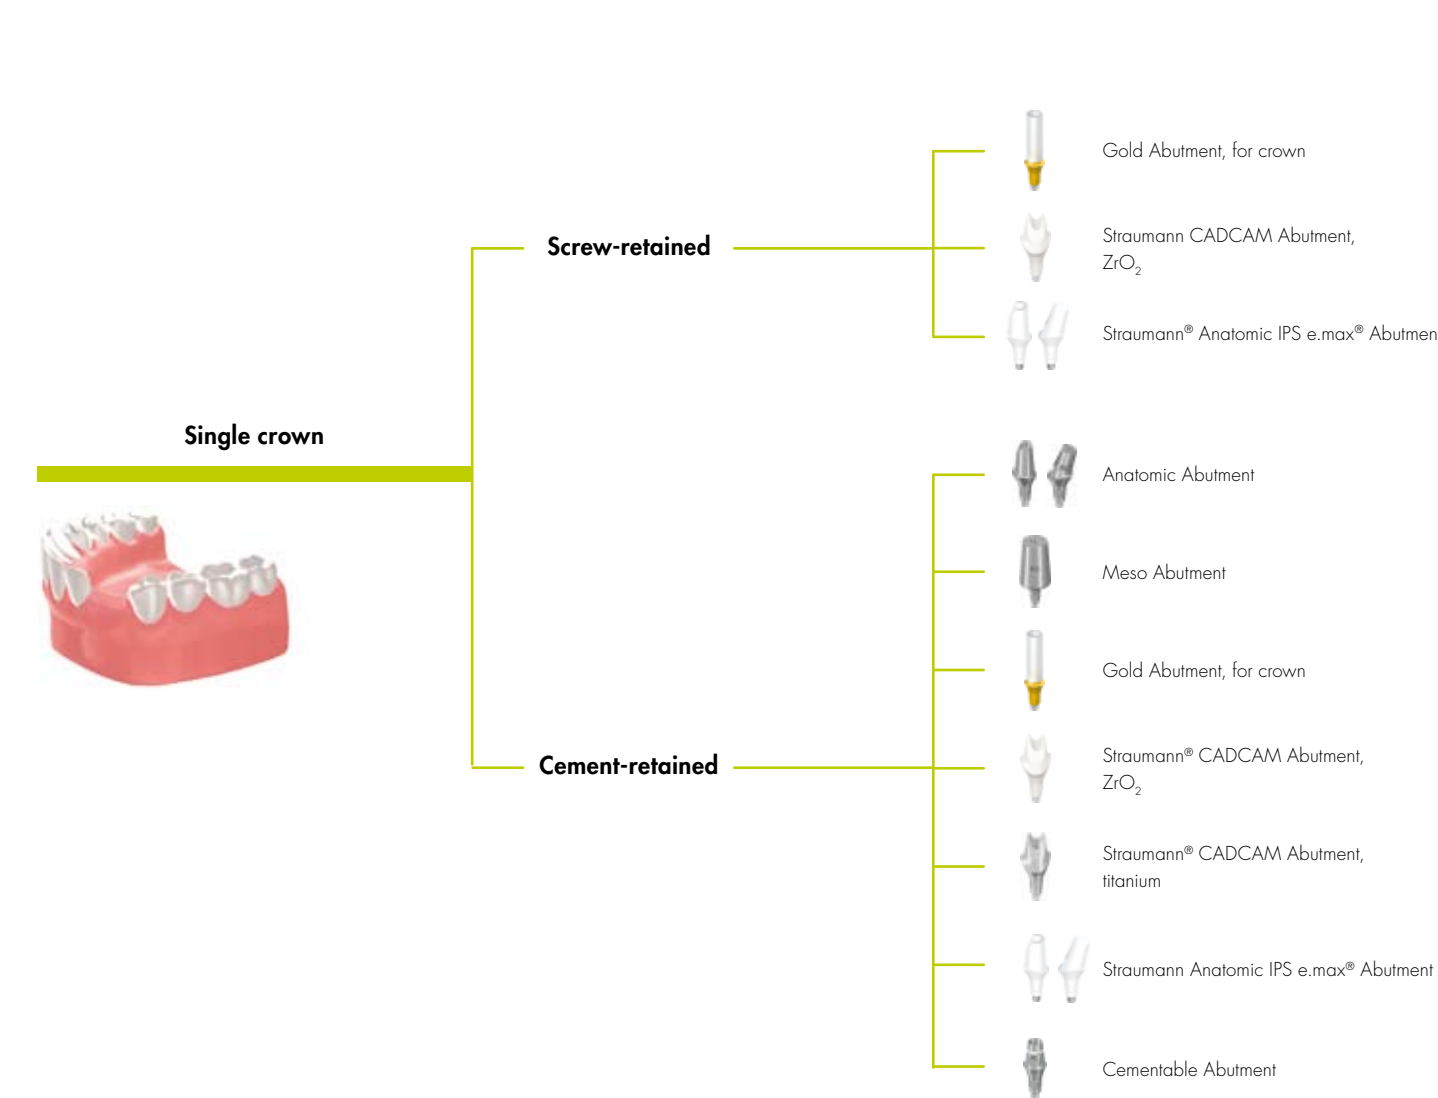 Gold Abutment, for crown
Straumann CADCAM Abutment,
ZrO₂
Screw-retained
Straumann® Anatomic IPS e.max® Abutmen
Single crown
Anatomic Abutment
Meso Abutment
Gold Abutment, for crown
Straumann® CADCAM Abutment,
ZrO₂
Cement-retained
Straumann® CADCAM Abutment,
titanium
Straumann Anatomic IPS e.max® Abutment
Cementable Abutment